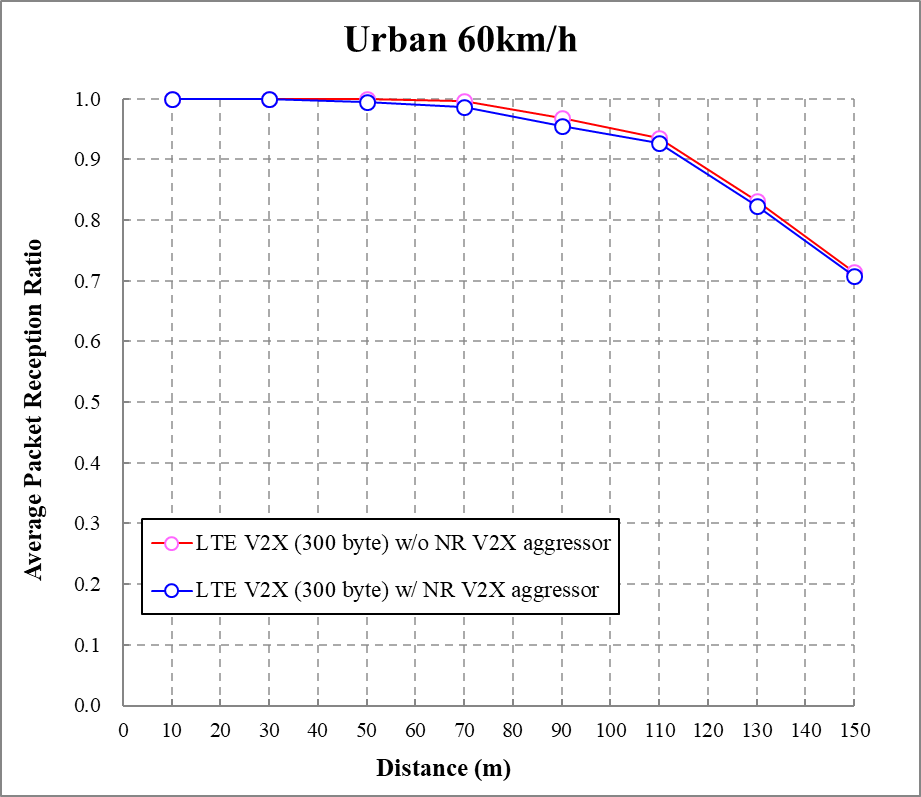 Urban 60km/h
Average Packet Reception Ratio
1.0
0.9
0.8
0.7
0.6
0.5
0.4
0.3
0.2
0.1
0.0
LTE V2X (300 byte) w/o NR V2X aggressor
LTE V2X (300 byte) w/ NR V2X aggressor
0 10 20 30 40 50 60 70 80 90 100 110 120 130 140 150
Distance (m)